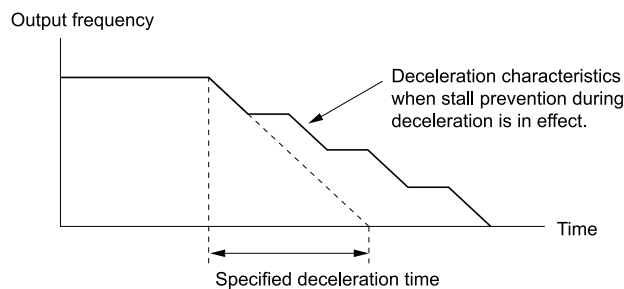 Output frequency
Deceleration characteristics
when stall prevention during
deceleration is in effect.
Time
Specified deceleration time